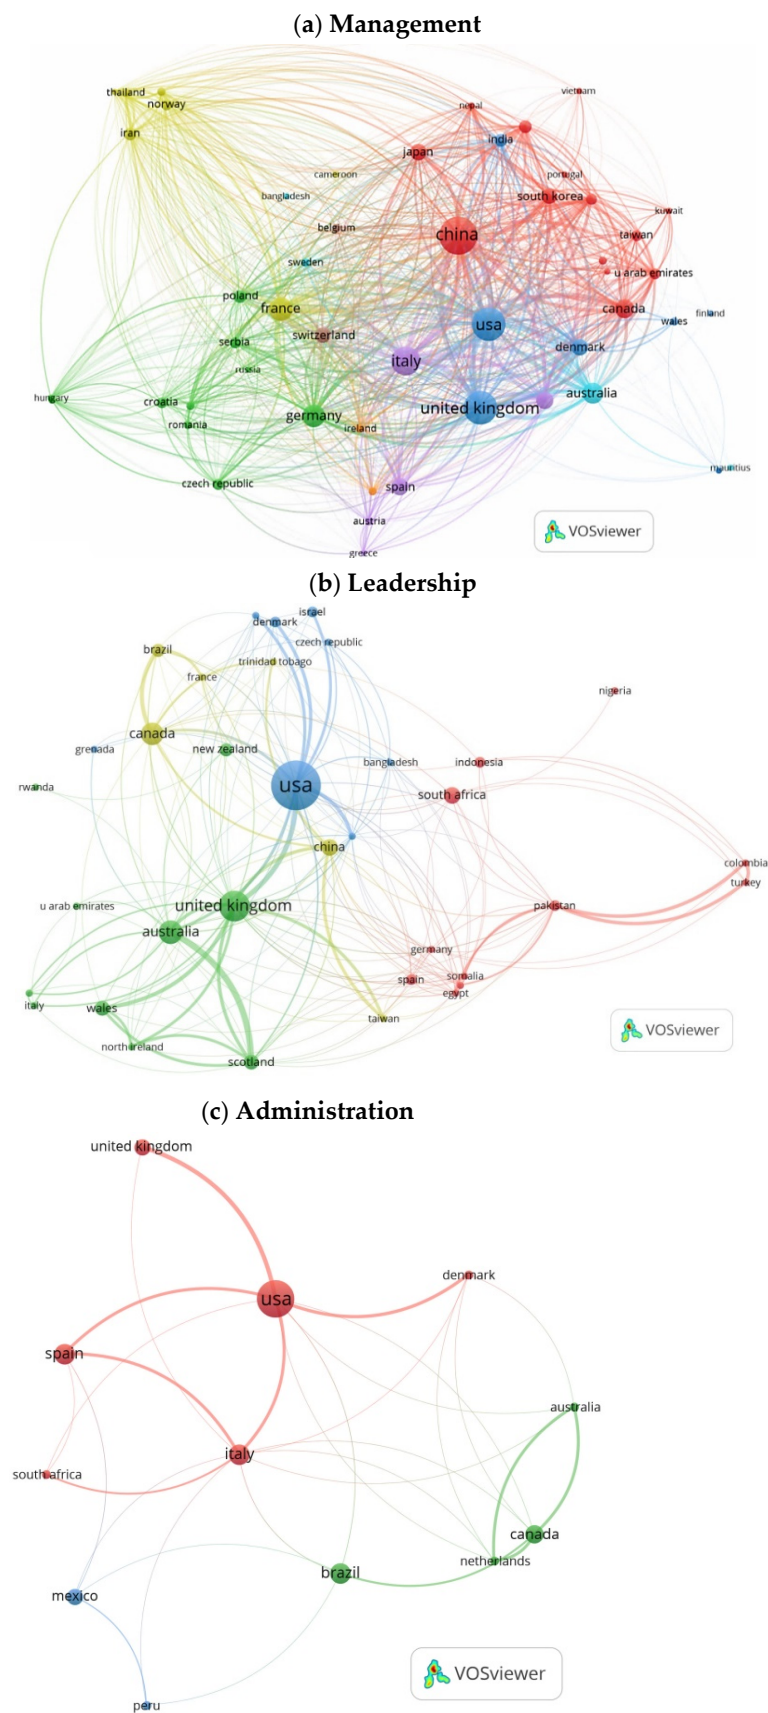 (a) Management
thailand
norway
iran
vietnam
nepal
india
japan
portugal
cameroon
south korea
bangladesh
kuwait
belgium
china
taiwan
sweden
u arab emirates
poland
france
canada
finland
usa
wales
switzerland
serbia
denmark
italy
russia
australia
hungary
croatia
united kingdom
germany
romania
ireland
mauritius
czech republic
spain
austria
VOSviewer
greece
(b) Leadership
israel
denmark
czech republic
brazil
trinidad tobago
france
nigeria
canada
grenada
new zealand
bangladesh
indonesia
rwanda
usa
south africa
china
colombia
turkey
u arab emirates
united kingdom
pakistan
australia
germany
somalia
spain
egypt
italy
wales
taiwan
VOSviewer
north ireland
scotland
(c) Administration
united kingdom
denmark
usa
spain
australia
italy
south africa
canada
netherlands
brazil
mexico
VOSviewer
peru